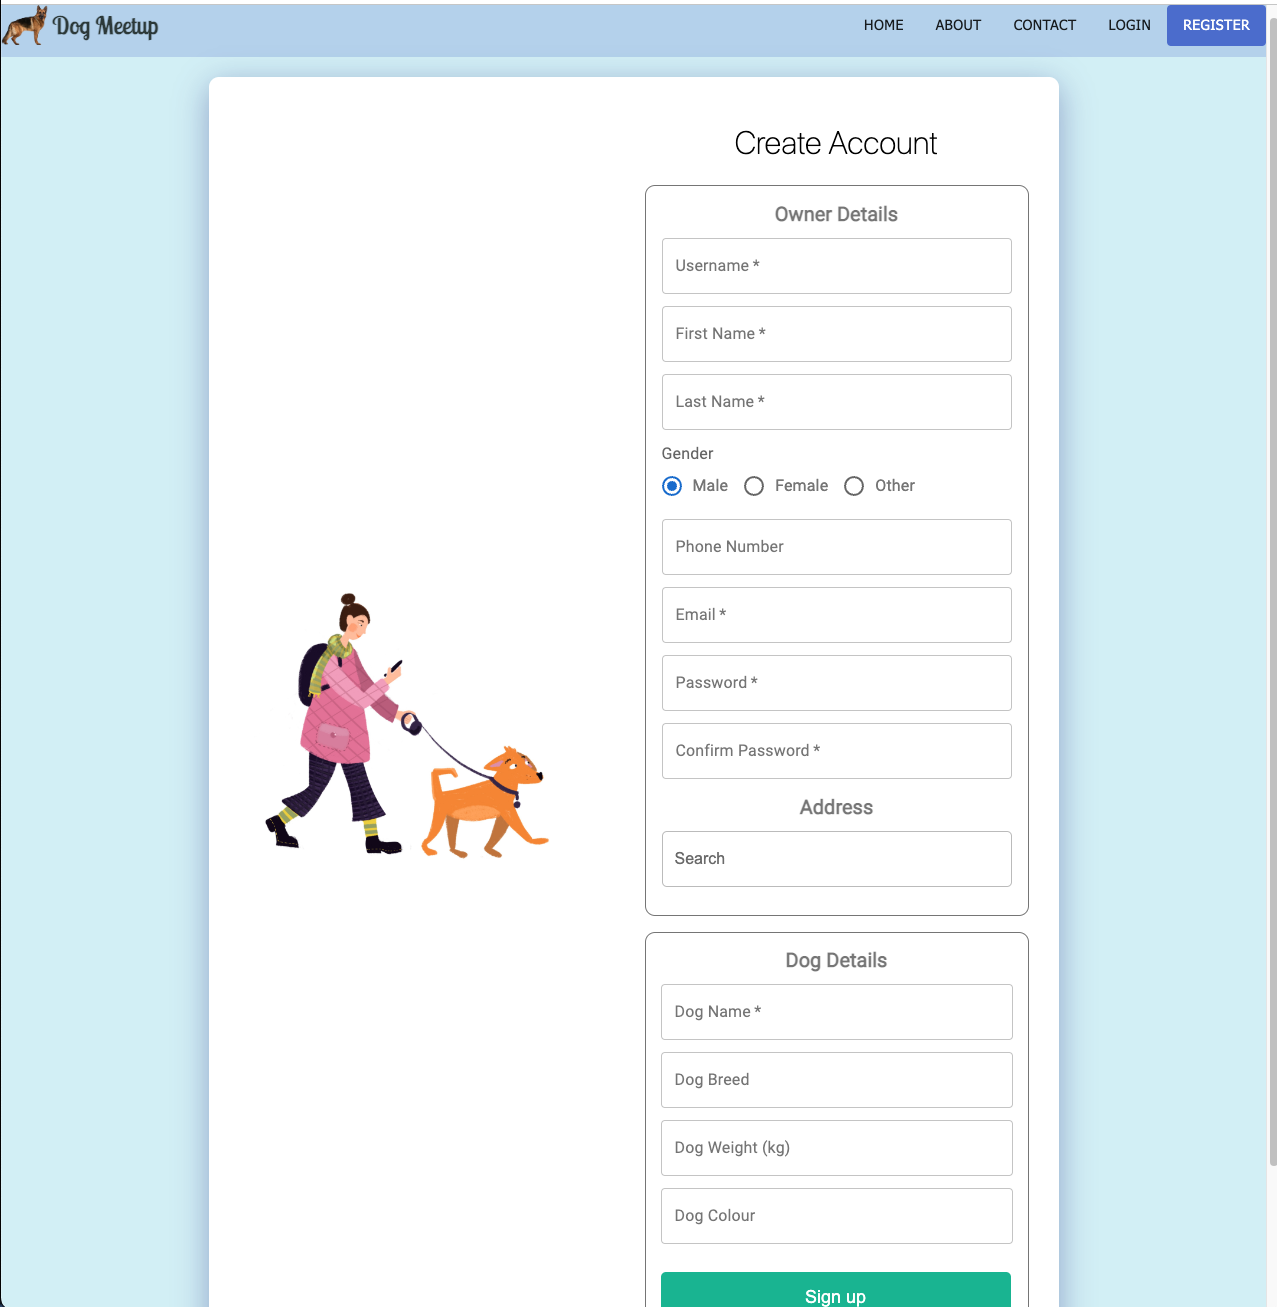 Dog Meetup
HOME ABOUT CONTACT LOGIN REGISTER
Create Account
Owner Details
Username *
First Name *
Last Name *
Gender
Male Female Other
Phone Number
Email *
Password *
Confirm Password *
Address
Search
Dog Details
Dog Name *
Dog Breed
Dog Weight (kg)
Dog Colour
Sign up